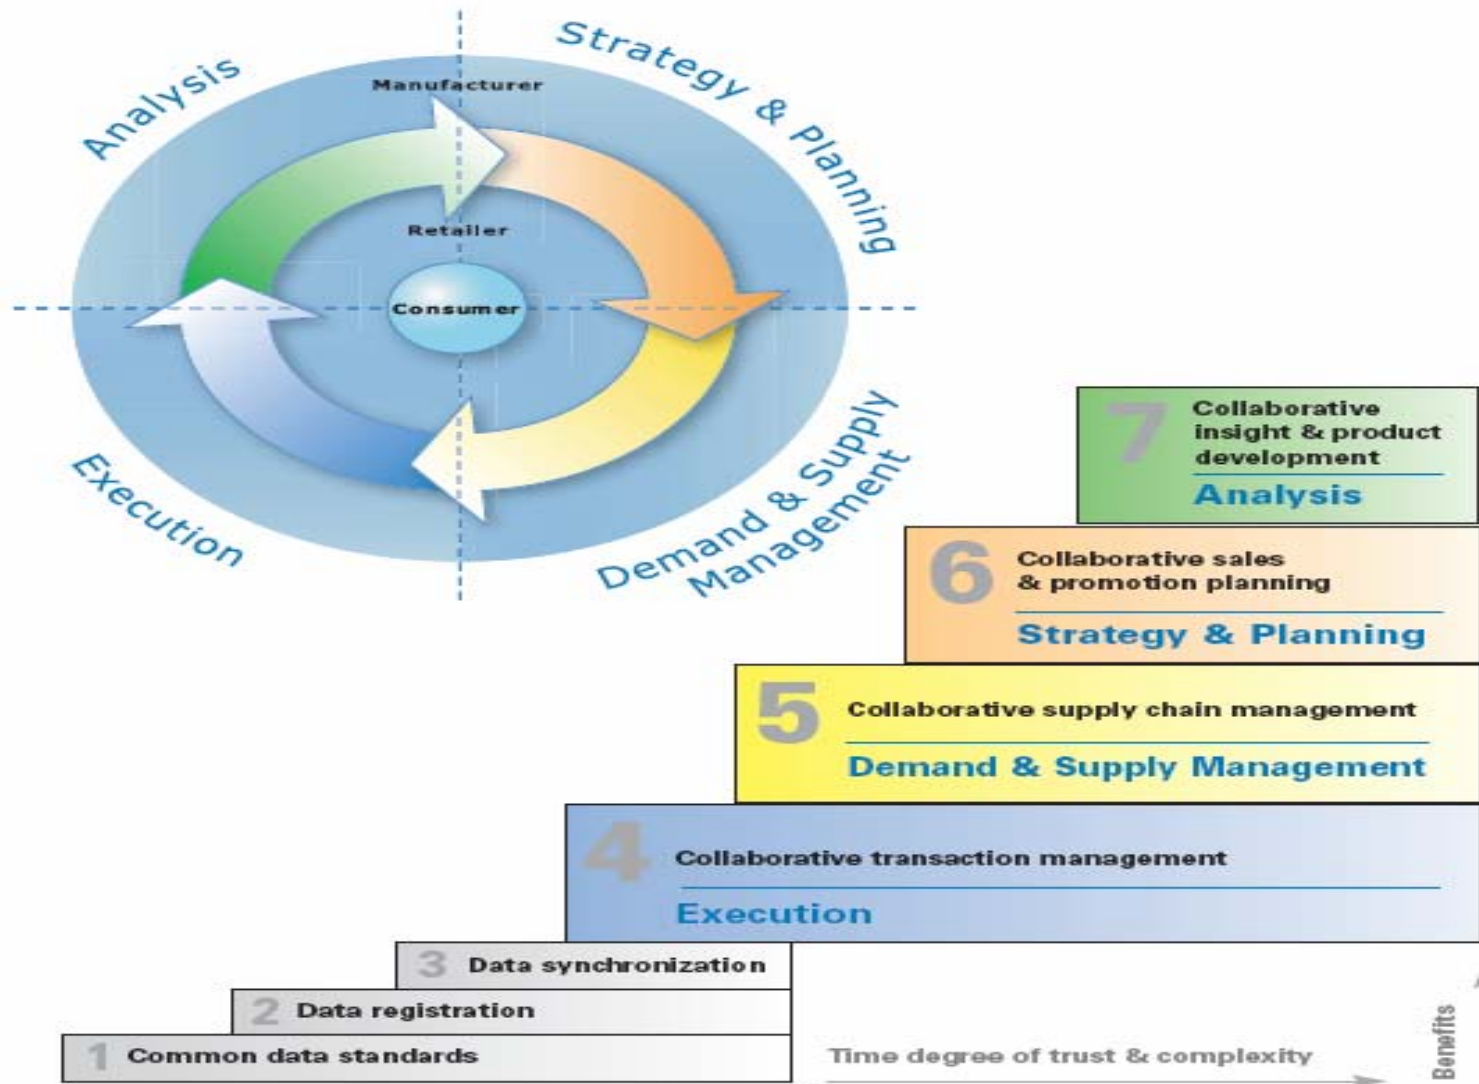 Analysis
Strategy & Planning
Manufacturer
Retailer
Consumer
Execution
Demand & Supply
Management
7
Collaborative
insight & product
development
Analysis
6
Collaborative sales
& promotion planning
Strategy & Planning
5
Collaborative supply chain management
Demand & Supply Management
4
Collaborative transaction management
Execution
3 Data synchronization
2 Data registration
1 Common data standards
Time degree of trust & complexity
Benefits